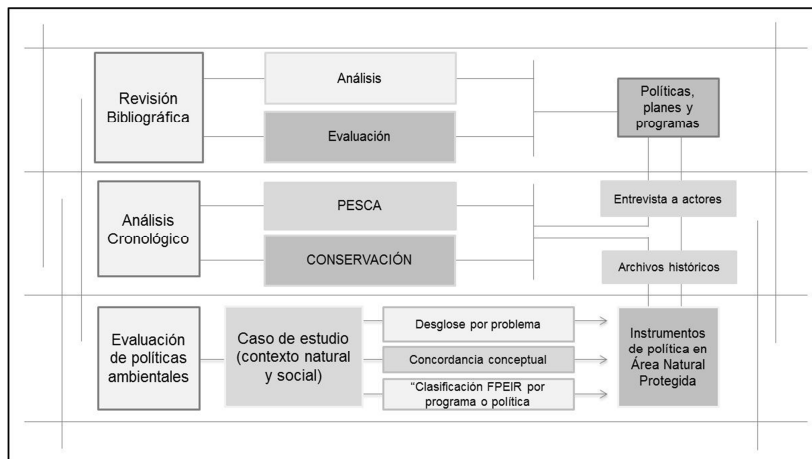 Revisión
Bibliográfica
Análisis
Evaluación
Políticas,
planes y
programas
Análisis
Cronológico
PESCA
CONSERVACIÓN
Entrevista a actores
Archivos históricos
Evaluación
de políticas
ambientales
Caso de estudio
(contexto natural
y social)
Desglose por problema
Concordancia conceptual
“Clasificación FPEIR por
programa o política
Instrumentos
de política en
Área Natural
Protegida